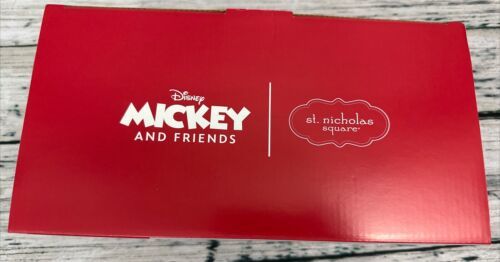 Disney
MICKEY
AND FRIENDS
st. nicholas
square®